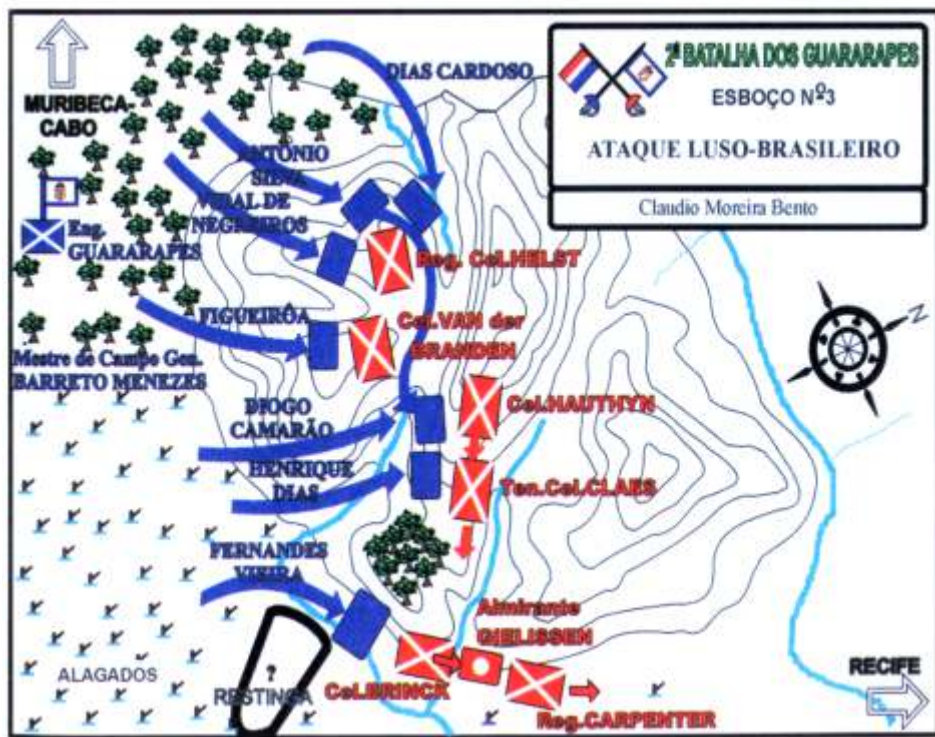 2ª BATALHA DOS GUARARAPES
ESBOÇO Nº3
ATAQUE LUSO-BRASILEIRO
Claudio Moreira Bento
MURIBECA-
CABO
DIAS CARDOSO
ANTÔNIO
SILVA
VIDAL DE
NEGREIROS
Eng.
GUARARAPES
Reg. Cel.HELST
FIGUEIRÔA
Cel.VAN der
BRANDEN
N
Mestre de Campo Gen.
BARRETO MENEZES
DIOGO
CAMARÃO
Cel.HAUTHYN
HENRIQUE
DIAS
Ten.Cel.CLAES
FERNANDES
VIEIRA
Almirante
GIELISSEN
ALAGADOS
?
RESTINGA
Cel.BRINCK
Reg.CARPENTER
RECIFE